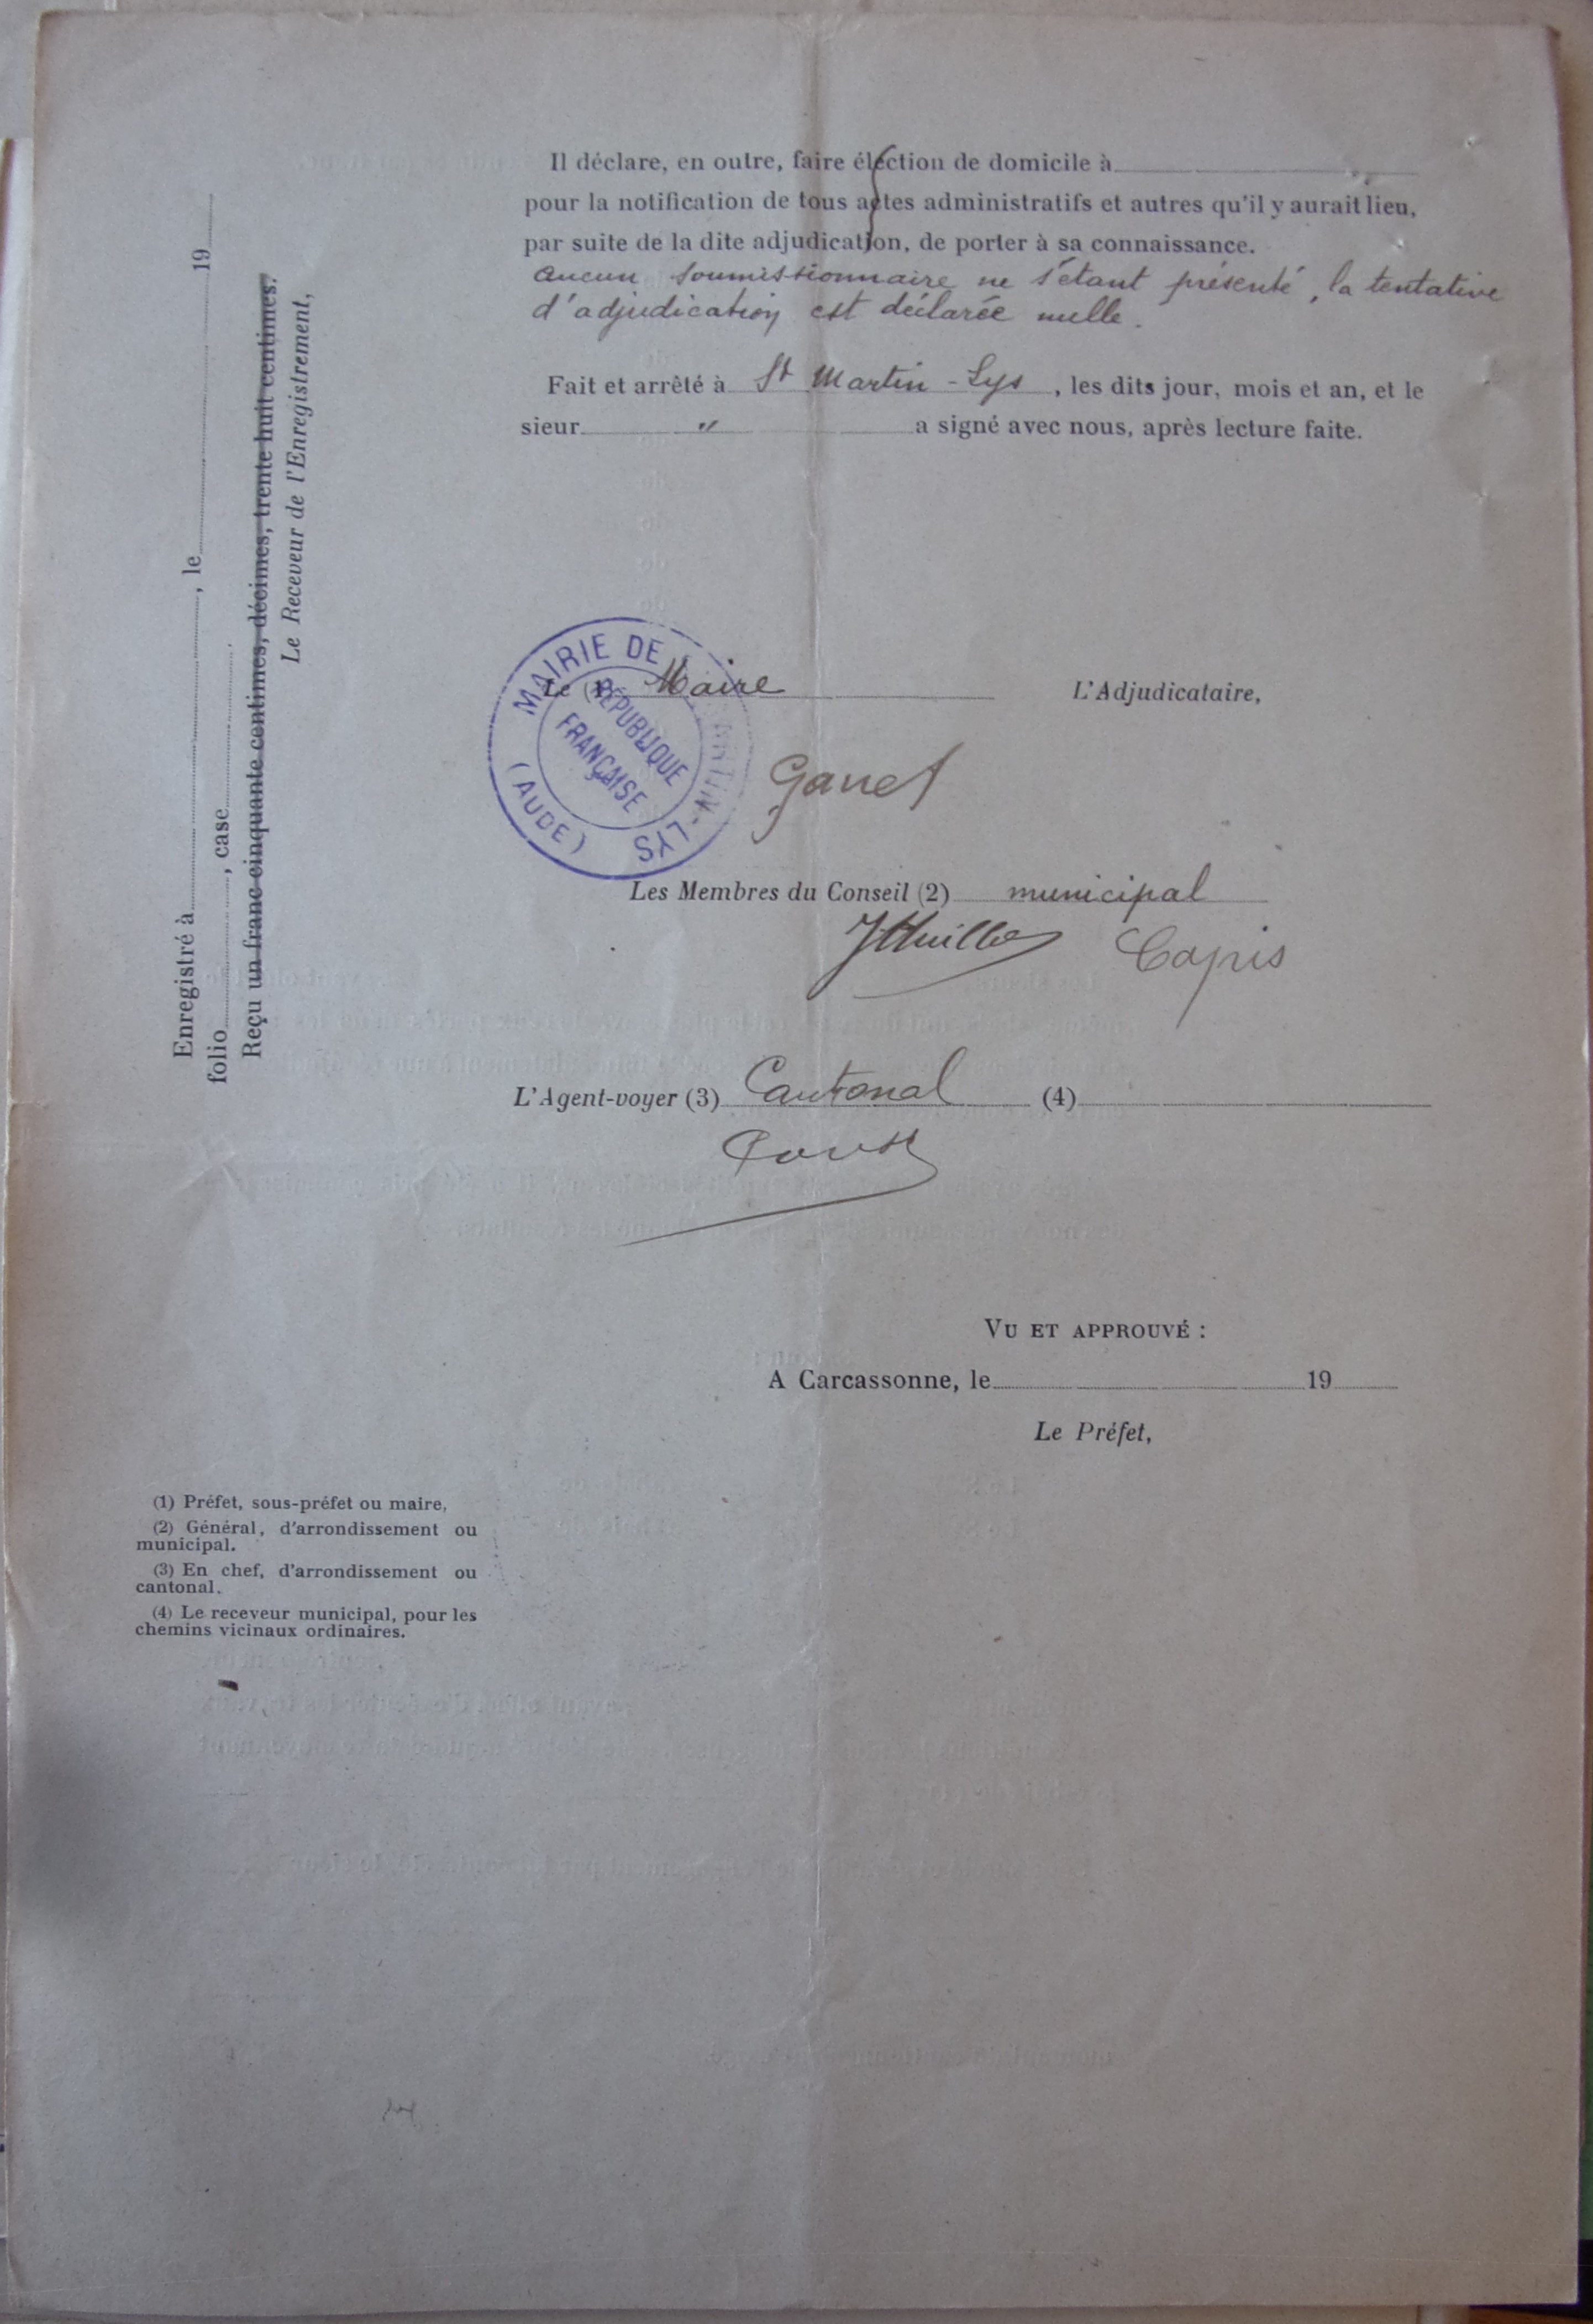 Il déclare, en outre, faire élection de domicile à
pour la notification de tous actes administratifs et autres qu'il y aurait lieu,
par suite de la dite adjudication, de porter à sa connaissance.
aucun soumissionnaire ne s'étant présenté, la tentative
d'adjudication est déclarée nulle.
Fait et arrêté à St Martin-Lys, les dits jour, mois et an, et le
sieur " a signé avec nous, après lecture faite.
Enregistré à , le 19
folio , case
Reçu un franc cinquante centimes, décimes, trente huit centimes.
Le Receveur de l'Enregistrement,
MAIRIE DE MARTIN-LYS
(AUDE)
RÉPUBLIQUE
FRANÇAISE
Le Maire
L'Adjudicataire,
Les Membres du Conseil (2) municipal
Capis
L'Agent-voyer (3) Cantonal (4)
VU ET APPROUVÉ :
A Carcassonne, le 19
Le Préfet,
(1) Préfet, sous-préfet ou maire,
(2) Général, d'arrondissement ou
municipal.
(3) En chef, d'arrondissement ou
cantonal.
(4) Le receveur municipal, pour les
chemins vicinaux ordinaires.